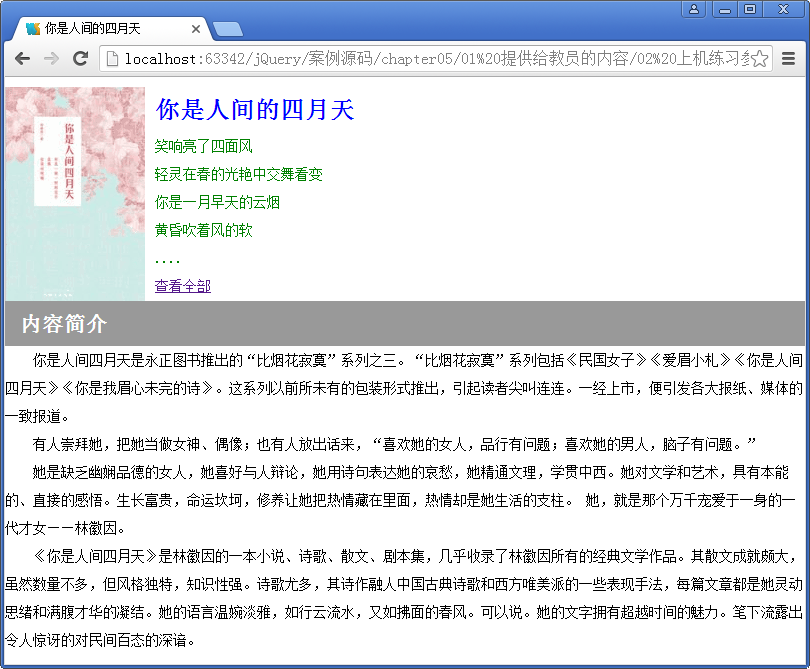 你是人间的四月天
localhost:63342/jQuery/案例源码/chapter05/01%20提供给教员的内容/02%20上机练习参
你是人间四月天
你是人间的四月天
笑响亮了四面风
轻灵在春的光艳中交舞着变
你是一月早天的云烟
黄昏吹着风的软
....
查看全部
内容简介
你是人间四月天是永正图书推出的“比烟花寂寞”系列之三。“比烟花寂寞”系列包括《民国女子》《爱眉小札》《你是人间
四月天》《你是我眉心未完的诗》。这系列以前所未有的包装形式推出，引起读者尖叫连连。一经上市，便引发各大报纸、媒体的
一致报道。
有人崇拜她，把她当做女神、偶像；也有人放出话来，“喜欢她的女人，品行有问题；喜欢她的男人，脑子有问题。”
她是缺乏幽娴品德的女人，她喜好与人辩论，她用诗句表达她的哀愁，她精通文理，学贯中西。她对文学和艺术，具有本能
的、直接的感悟。生长富贵，命运坎坷，修养让她把热情藏在里面，热情却是她生活的支柱。 她，就是那个万千宠爱于一身的一
代才女——林徽因。
《你是人间四月天》是林徽因的一本小说、诗歌、散文、剧本集，几乎收录了林徽因所有的经典文学作品。其散文成就颇大，
虽然数量不多，但风格独特，知识性强。诗歌尤多，其诗作融人中国古典诗歌和西方唯美派的一些表现手法，每篇文章都是她灵动
思绪和满腹才华的凝结。她的语言温婉淡雅，如行云流水，又如拂面的春风。可以说。她的文字拥有超越时间的魅力。笔下流露出
令人惊讶的对民间百态的深谙。